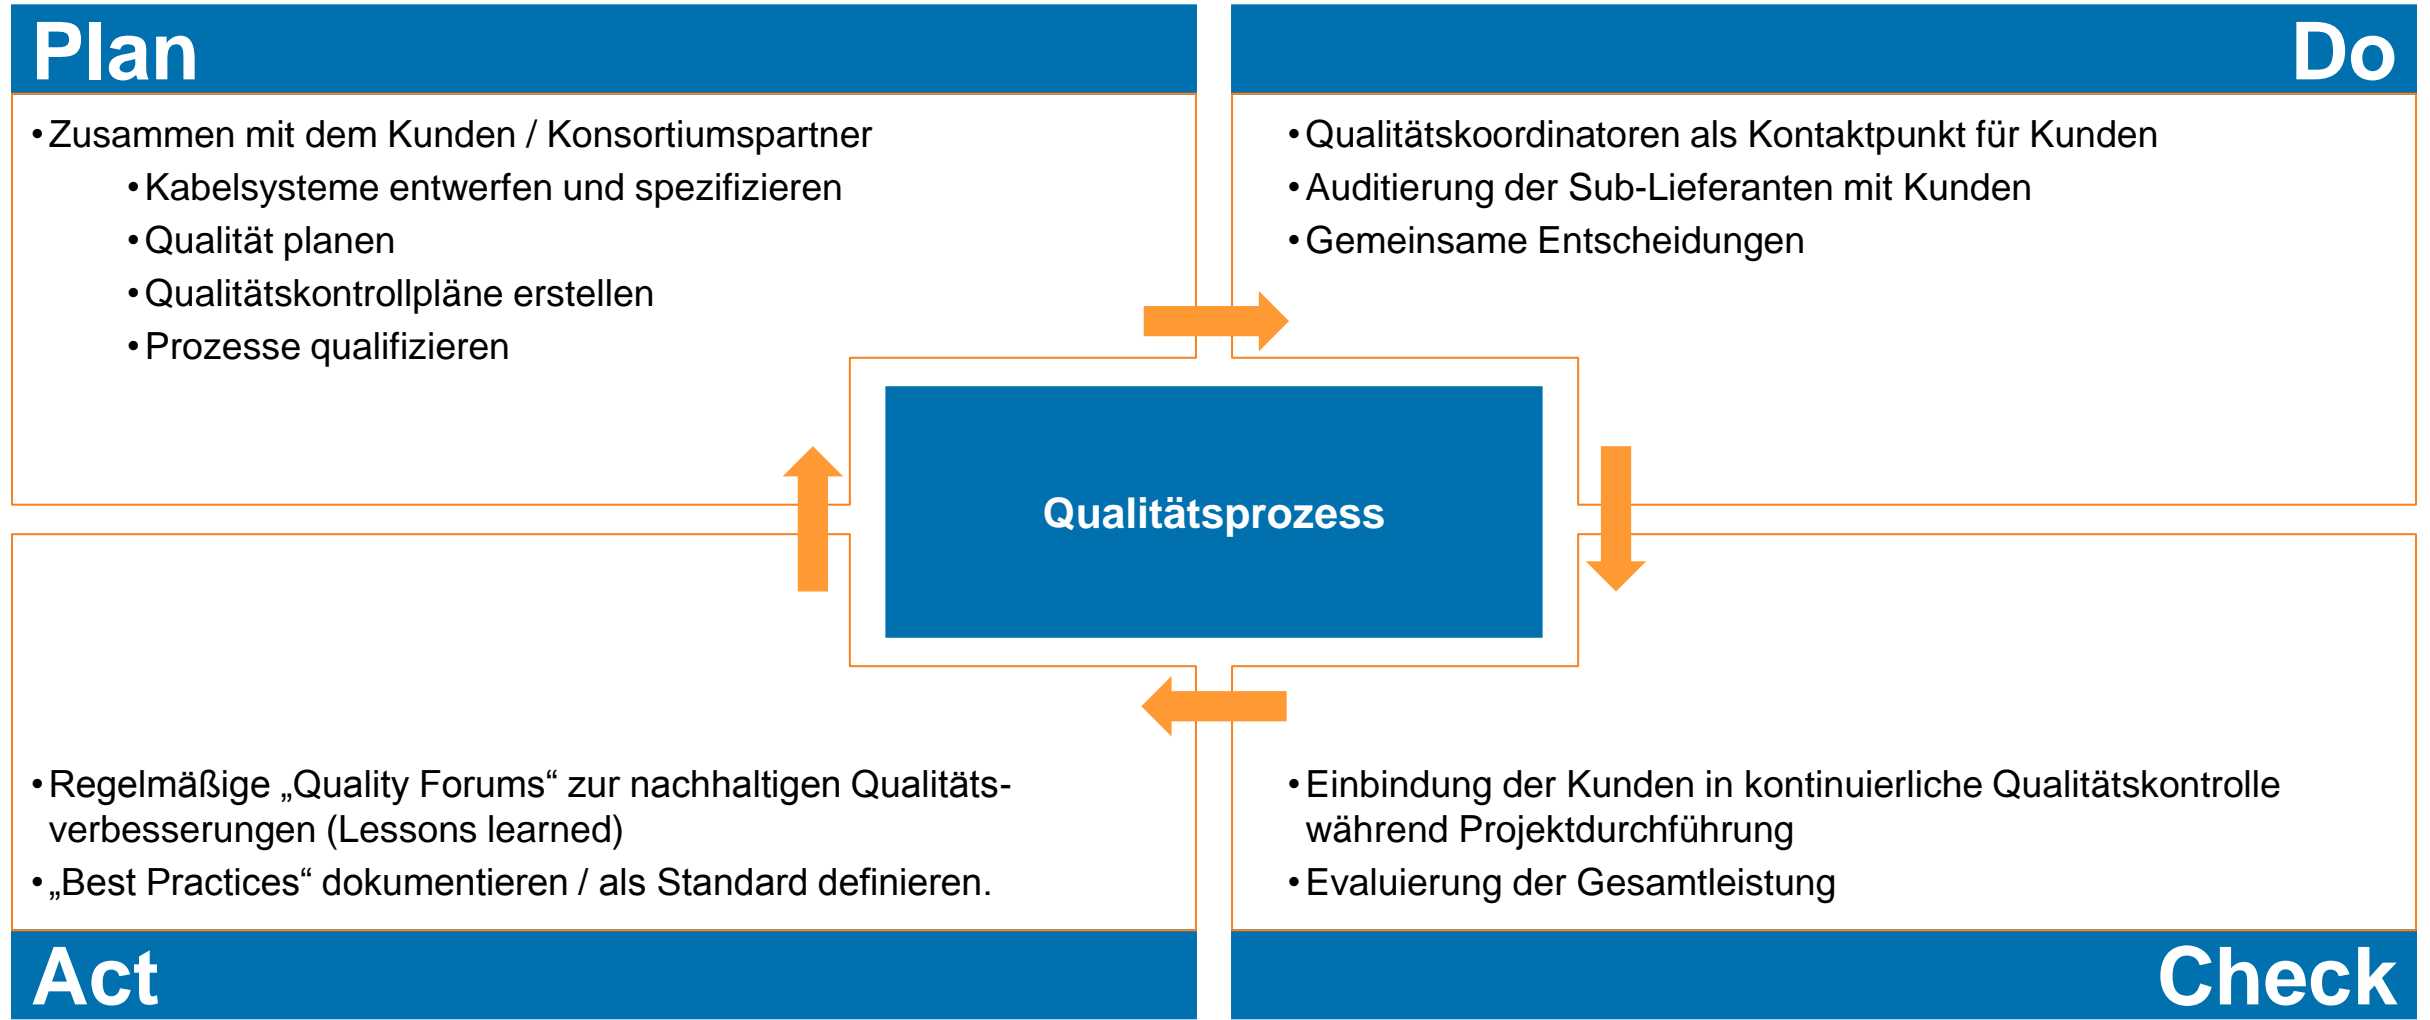 Plan
Do
•Zusammen mit dem Kunden / Konsortiumspartner
•Kabelsysteme entwerfen und spezifizieren
•Qualität planen
•Qualitätskontrollpläne erstellen
•Prozesse qualifizieren
•Qualitätskoordinatoren als Kontaktpunkt für Kunden
•Auditierung der Sub-Lieferanten mit Kunden
•Gemeinsame Entscheidungen
Qualitätsprozess
•Regelmäßige „Quality Forums“ zur nachhaltigen Qualitäts-
verbesserungen (Lessons learned)
•„Best Practices“ dokumentieren / als Standard definieren.
•Einbindung der Kunden in kontinuierliche Qualitätskontrolle
während Projektdurchführung
•Evaluierung der Gesamtleistung
Act
Check